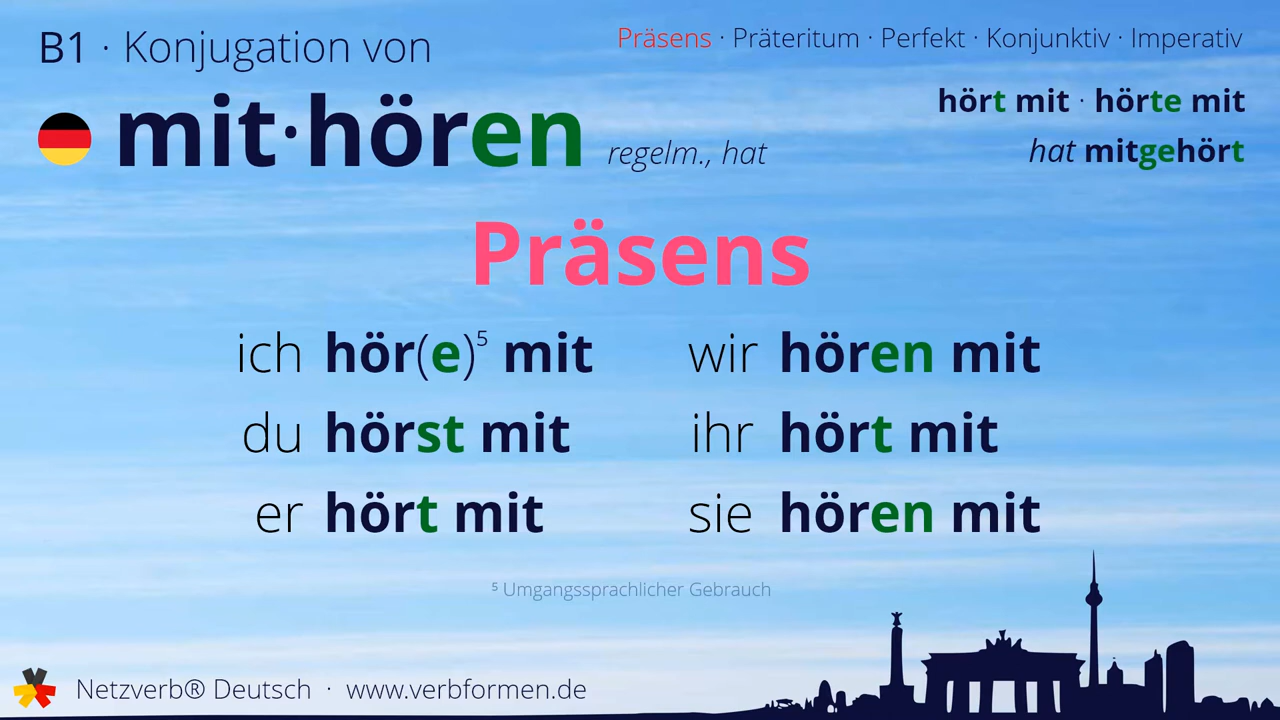 B1 · Konjugation von
mit·hören regelm., hat
Präsens · Präteritum · Perfekt · Konjunktiv · Imperativ
hört mit · hörte mit
hat mitgehört
Präsens
ich hör(e)⁵ mit
du hörst mit
er hört mit
wir hören mit
ihr hört mit
sie hören mit
⁵ Umgangssprachlicher Gebrauch
Netzverb® Deutsch · www.verbformen.de